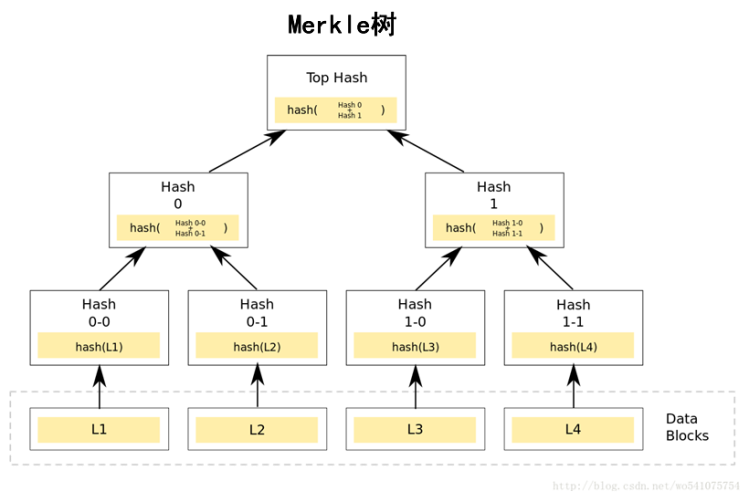 Merkle树
Top Hash
hash( Hash 0 + Hash 1 )
Hash
0
hash( Hash 0-0 + Hash 0-1 )
Hash
1
hash( Hash 1-0 + Hash 1-1 )
Hash
0-0
hash(L1)
Hash
0-1
hash(L2)
Hash
1-0
hash(L3)
Hash
1-1
hash(L4)
L1
L2
L3
L4
Data
Blocks
http://blog.csdn.net/wo541075754